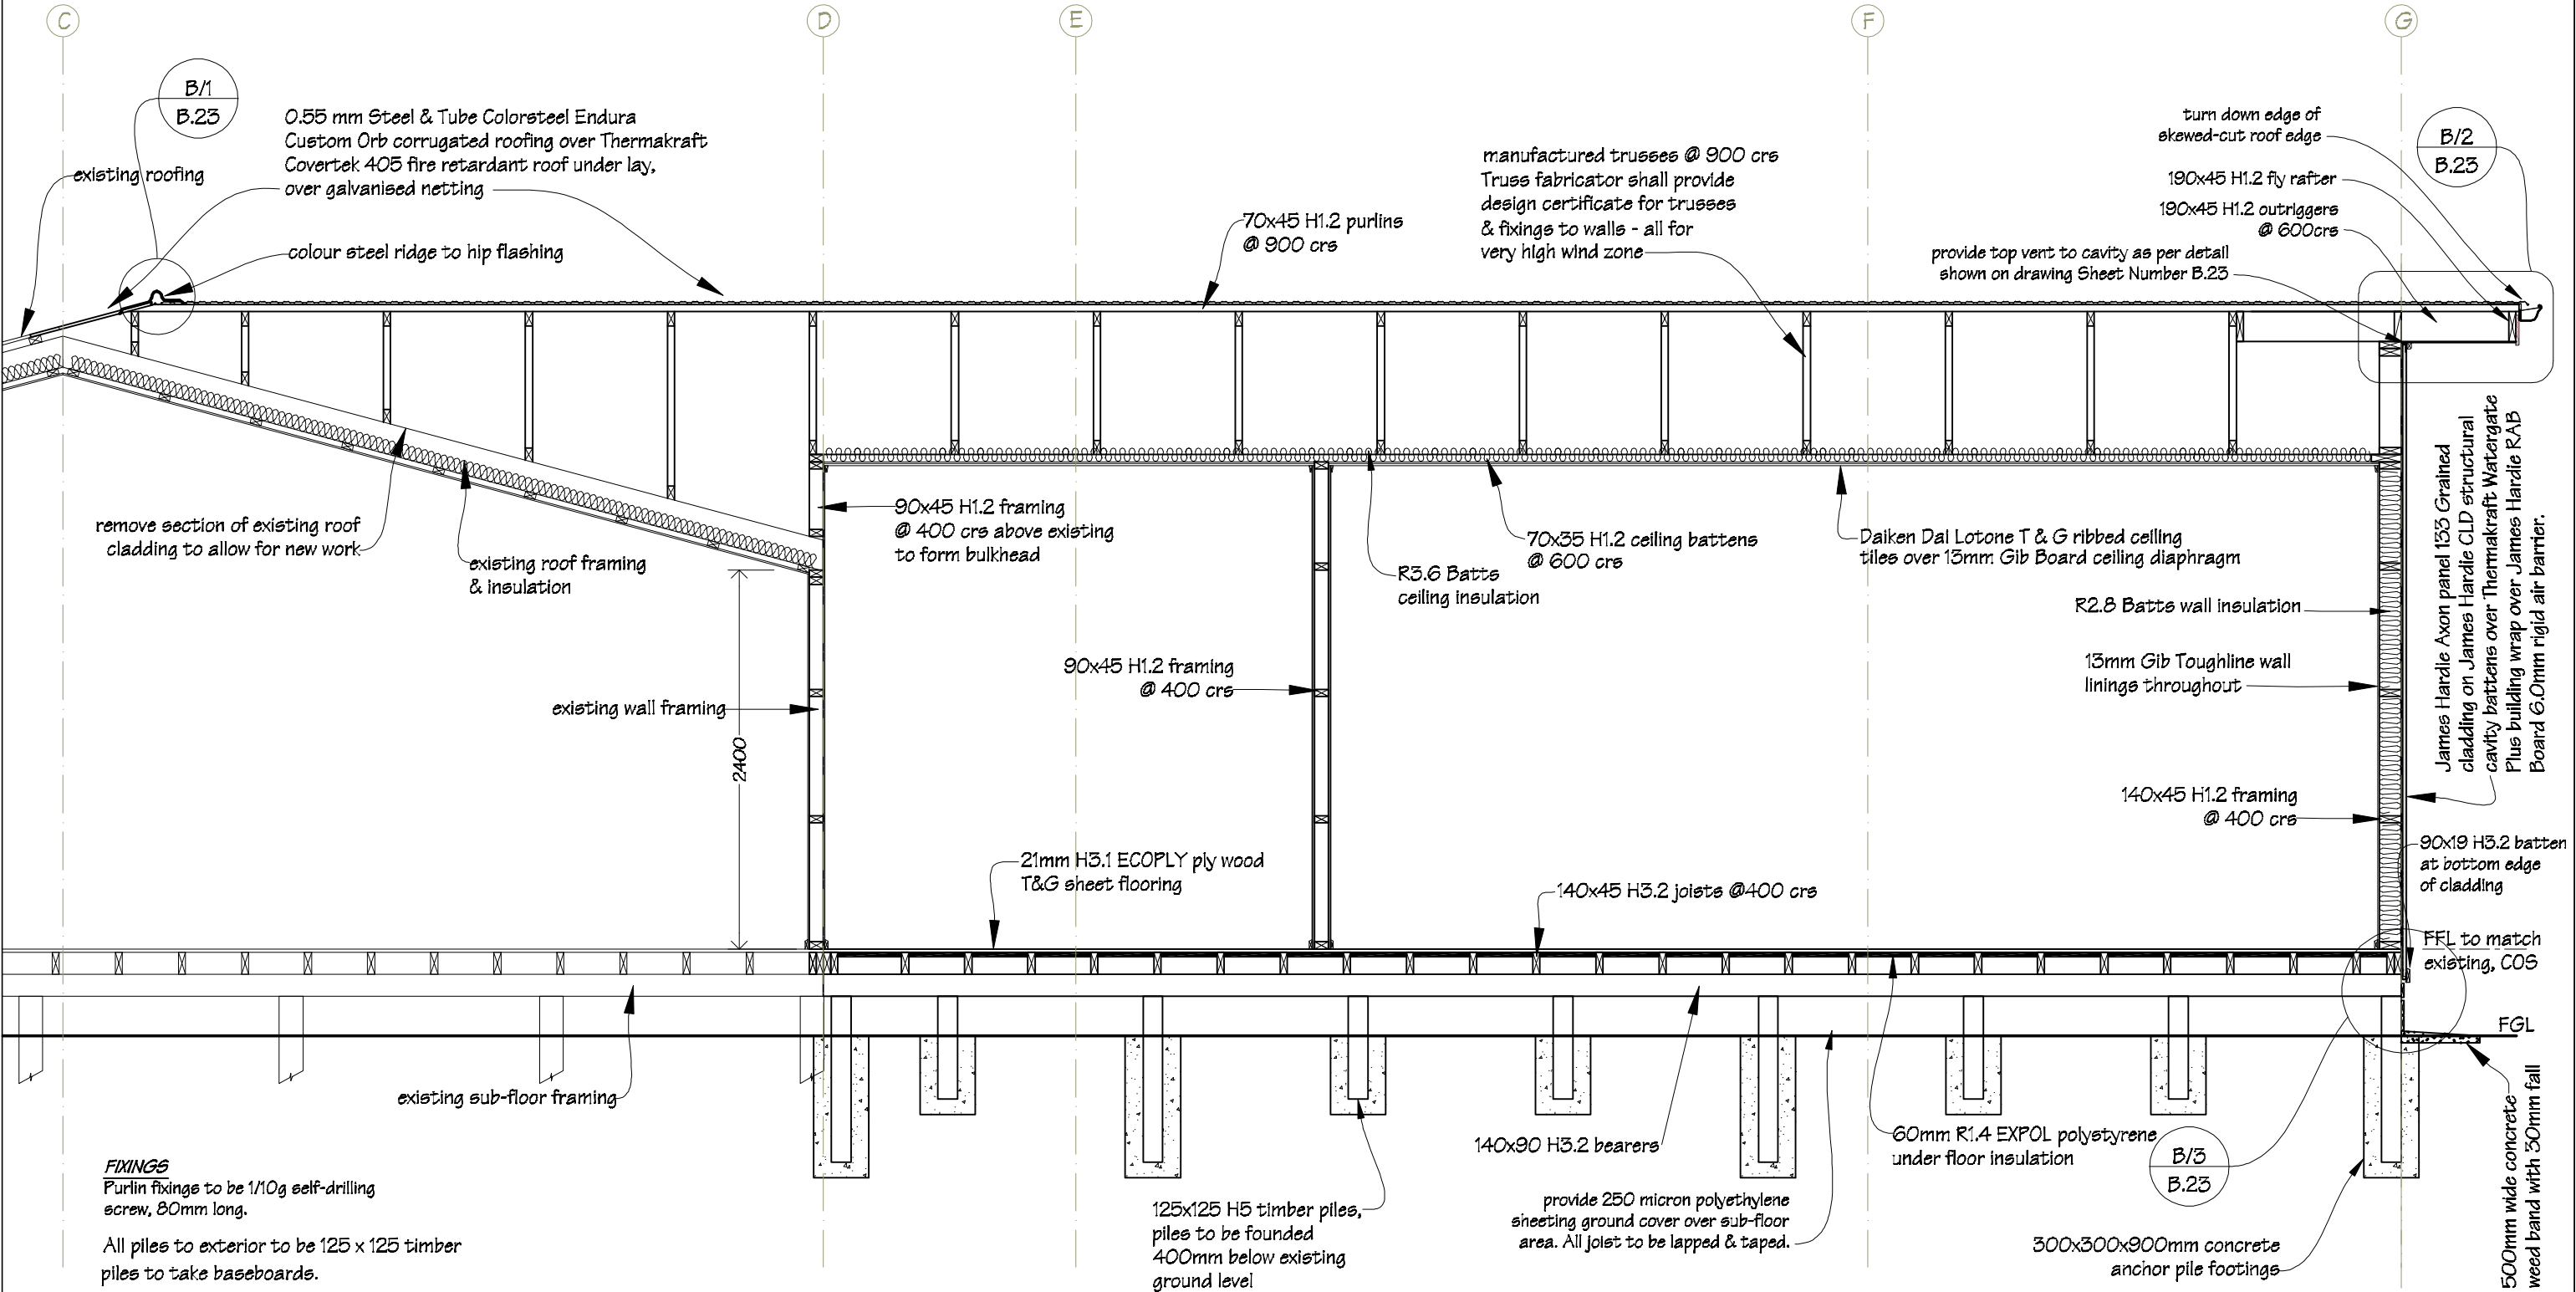 C
D
E
F
G
B/1
B.23
0.55 mm Steel & Tube Colorsteel Endura
Custom Orb corrugated roofing over Thermakraft
Covertek 405 fire retardant roof under lay,
over galvanised netting
existing roofing
colour steel ridge to hip flashing
70x45 H1.2 purlins
@ 900 crs
manufactured trusses @ 900 crs
Truss fabricator shall provide
design certificate for trusses
& fixings to walls - all for
very high wind zone
turn down edge of
skewed-cut roof edge
190x45 H1.2 fly rafter
190x45 H1.2 outriggers
@ 600crs
provide top vent to cavity as per detail
shown on drawing Sheet Number B.23
B/2
B.23
remove section of existing roof
cladding to allow for new work
existing roof framing
& insulation
90x45 H1.2 framing
@ 400 crs above existing
to form bulkhead
R3.6 Batts
ceiling insulation
70x35 H1.2 ceiling battens
@ 600 crs
Daiken Dai Lotone T & G ribbed ceiling
tiles over 13mm Gib Board ceiling diaphragm
R2.8 Batts wall insulation
13mm Gib Toughline wall
linings throughout
James Hardie Axon panel 133 Grained
cladding on James Hardie CLD structural
cavity battens over Thermakraft Watergate
Plus building wrap over James Hardie RAB
Board 6.0mm rigid air barrier.
90x45 H1.2 framing
@ 400 crs
existing wall framing
2400
140x45 H1.2 framing
@ 400 crs
90x19 H3.2 batten
at bottom edge
of cladding
21mm H3.1 ECOPLY ply wood
T&G sheet flooring
140x45 H3.2 joists @400 crs
FFL to match
existing, COS
FGL
existing sub-floor framing
140x90 H3.2 bearers
60mm R1.4 EXPOL polystyrene
under floor insulation
B/3
B.23
500mm wide concrete
weed band with 30mm fall
FIXINGS
Purlin fixings to be 1/10g self-drilling
screw, 80mm long.
All piles to exterior to be 125 x 125 timber
piles to take baseboards.
125x125 H5 timber piles,
piles to be founded
400mm below existing
ground level
provide 250 micron polyethylene
sheeting ground cover over sub-floor
area. All joist to be lapped & taped.
300x300x900mm concrete
anchor pile footings